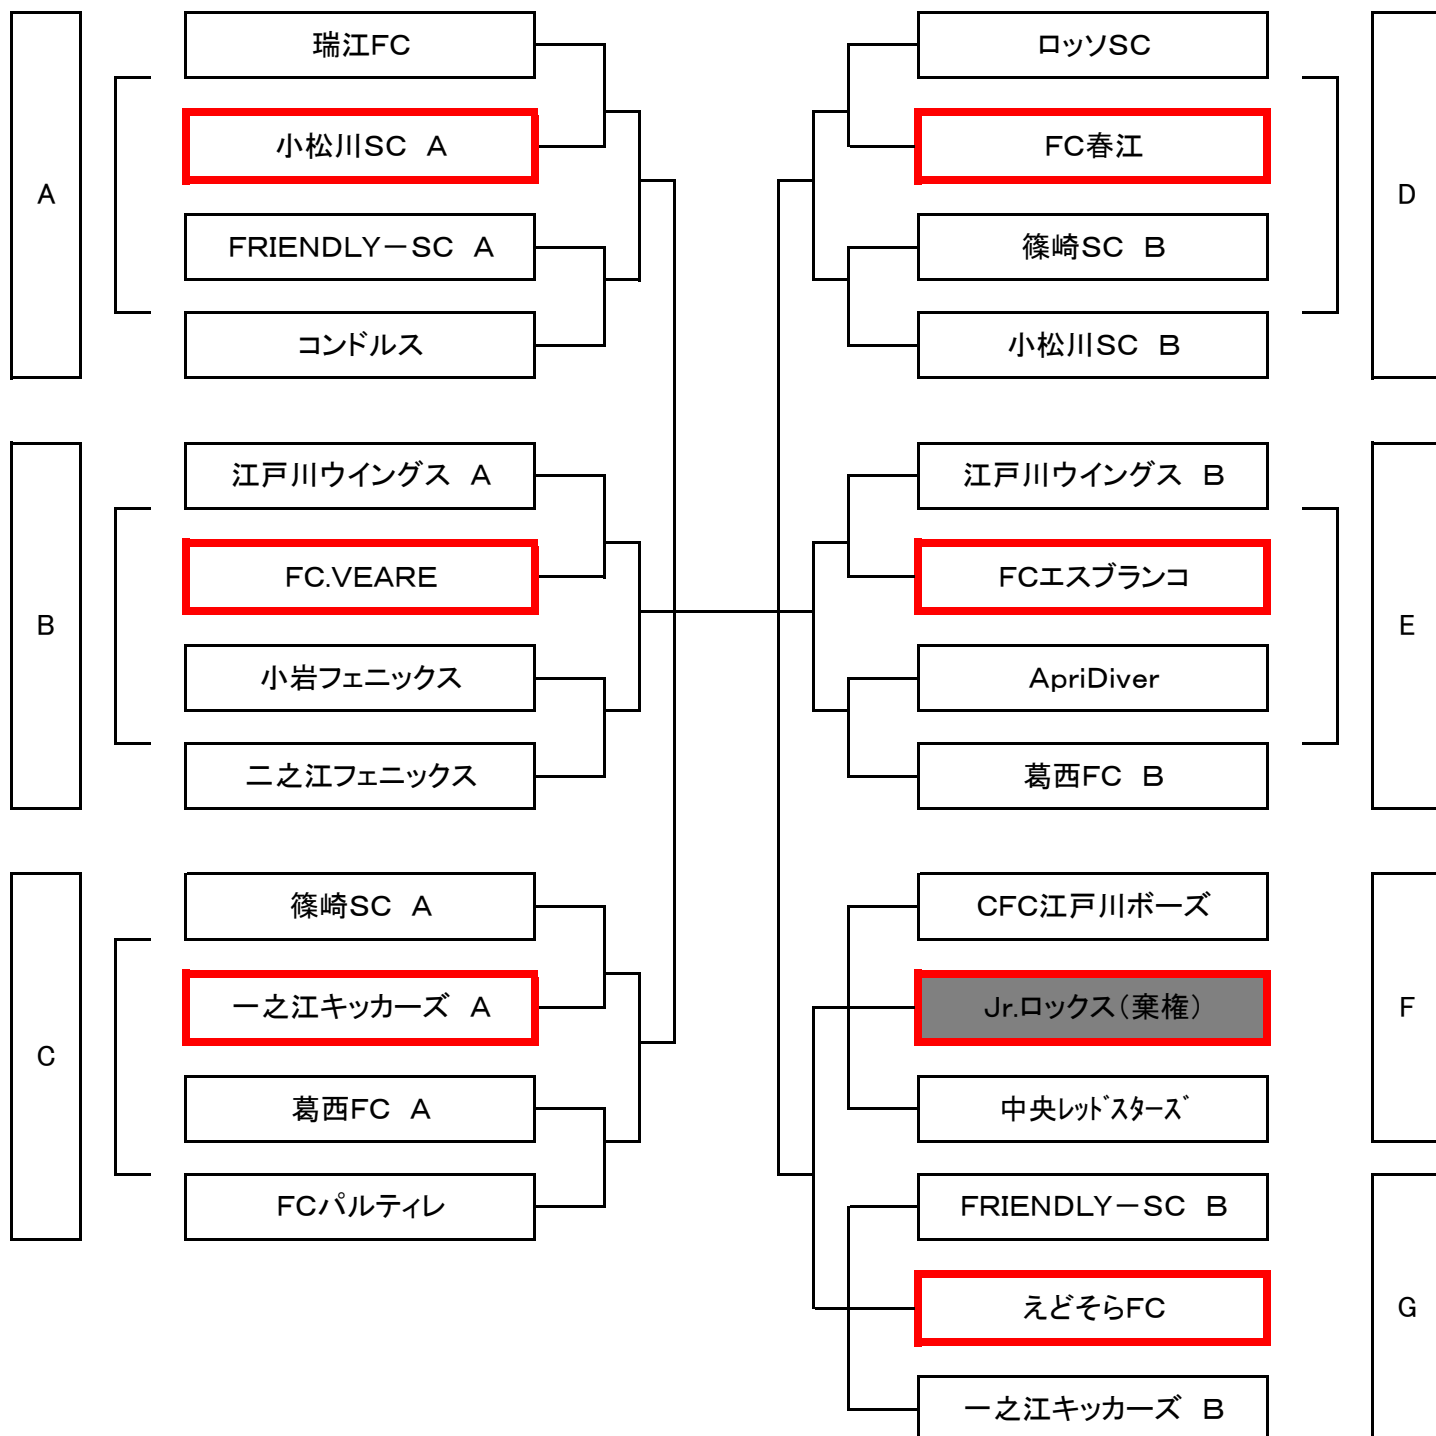 A
瑞江FC
小松川SC A
FRIENDLY-SC A
コンドルス
B
江戸川ウイングス A
FC.VEARE
小岩フェニックス
二之江フェニックス
C
篠崎SC A
一之江キッカーズ A
葛西FC A
FCパルティレ
ロッソSC
FC春江
篠崎SC B
小松川SC B
D
江戸川ウイングス B
FCエスブランコ
ApriDiver
葛西FC B
E
CFC江戸川ボーズ
Jr.ロックス(棄権)
中央ﾚｯﾄﾞｽﾀｰｽﾞ
F
FRIENDLY-SC B
えどそらFC
一之江キッカーズ B
G